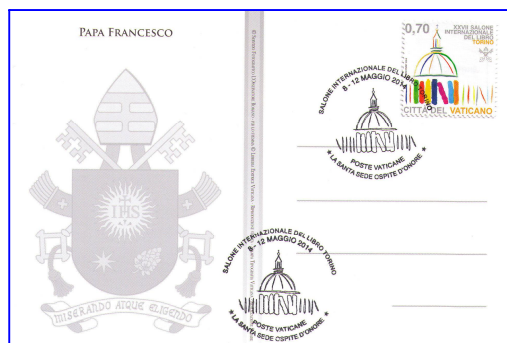 PAPA FRANCESCO
IHS
MISERANDO ATQUE ELIGENDO
0,70
XXVII SALONE
INTERNAZIONALE
DEL LIBRO
TORINO
CITTÀ DEL VATICANO
SALONE INTERNAZIONALE DEL LIBRO TORINO
8 - 12 MAGGIO 2014
POSTE VATICANE
* LA SANTA SEDE OSPITE D'ONORE *
SALONE INTERNAZIONALE DEL LIBRO TORINO
8 - 12 MAGGIO 2014
POSTE VATICANE
* LA SANTA SEDE OSPITE D'ONORE *